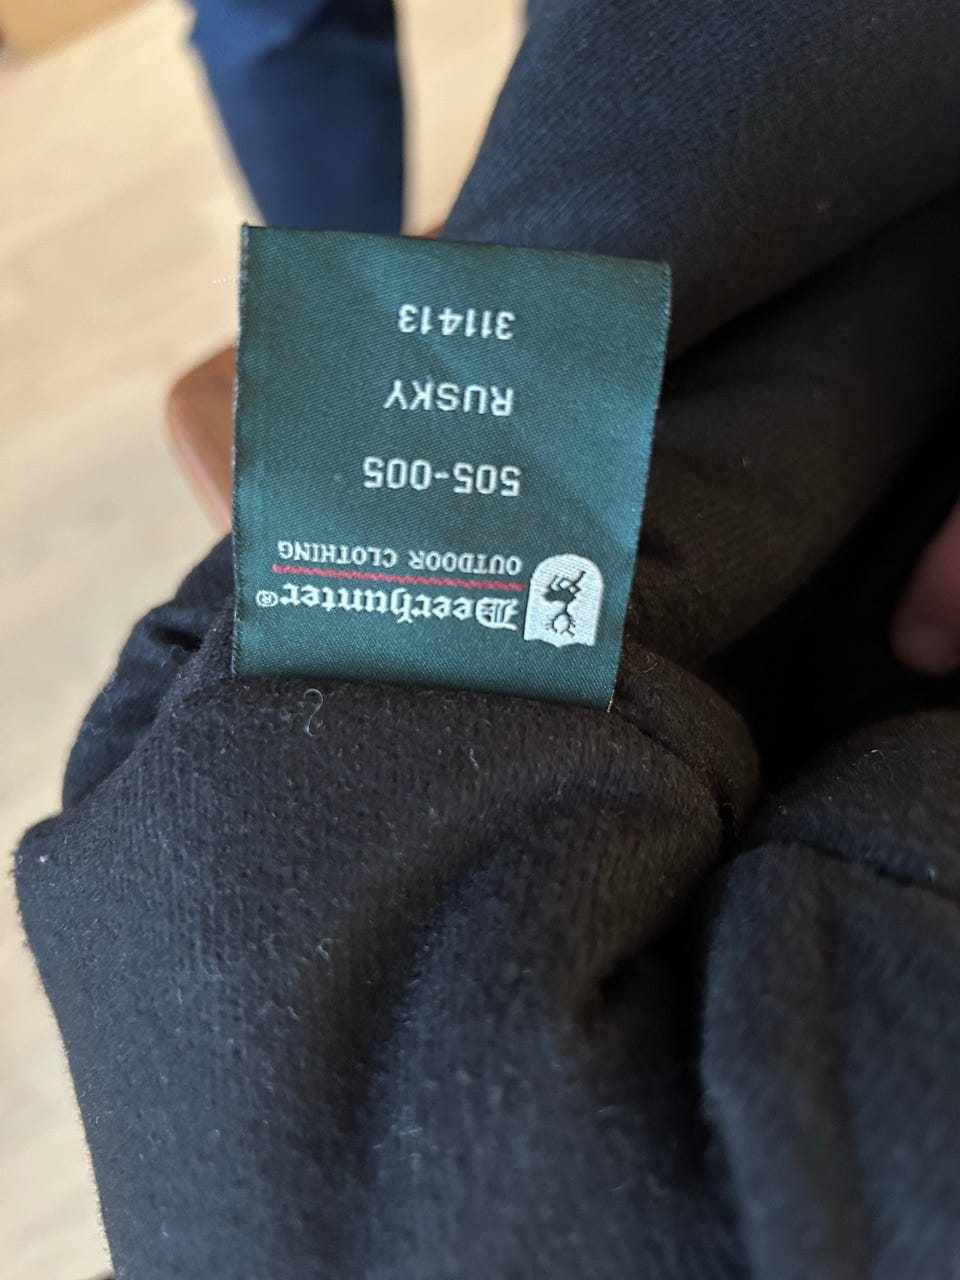 Deerhunter®
OUTDOOR CLOTHING
505-005
RUSKY
311413